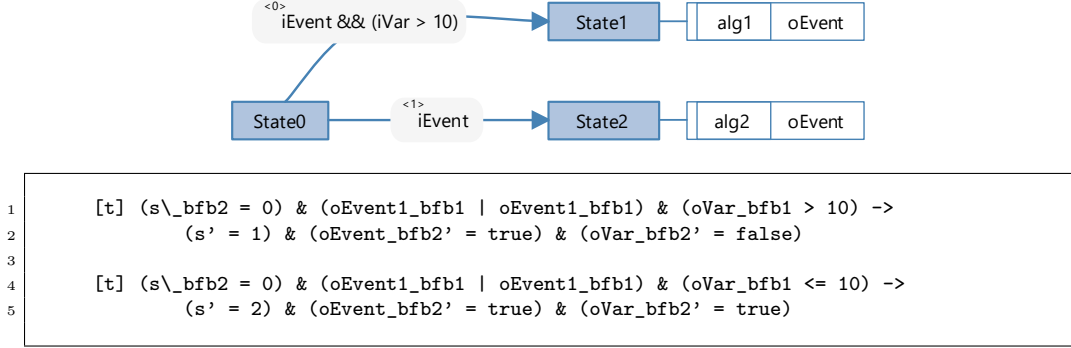 <0>
iEvent && (iVar > 10)
State1
alg1
oEvent
State0
<1>
iEvent
State2
alg2
oEvent
1 [t] (s\_bfb2 = 0) & (oEvent1_bfb1 | oEvent1_bfb1) & (oVar_bfb1 > 10) ->
2 (s' = 1) & (oEvent_bfb2' = true) & (oVar_bfb2' = false)
3
4 [t] (s\_bfb2 = 0) & (oEvent1_bfb1 | oEvent1_bfb1) & (oVar_bfb1 <= 10) ->
5 (s' = 2) & (oEvent_bfb2' = true) & (oVar_bfb2' = true)